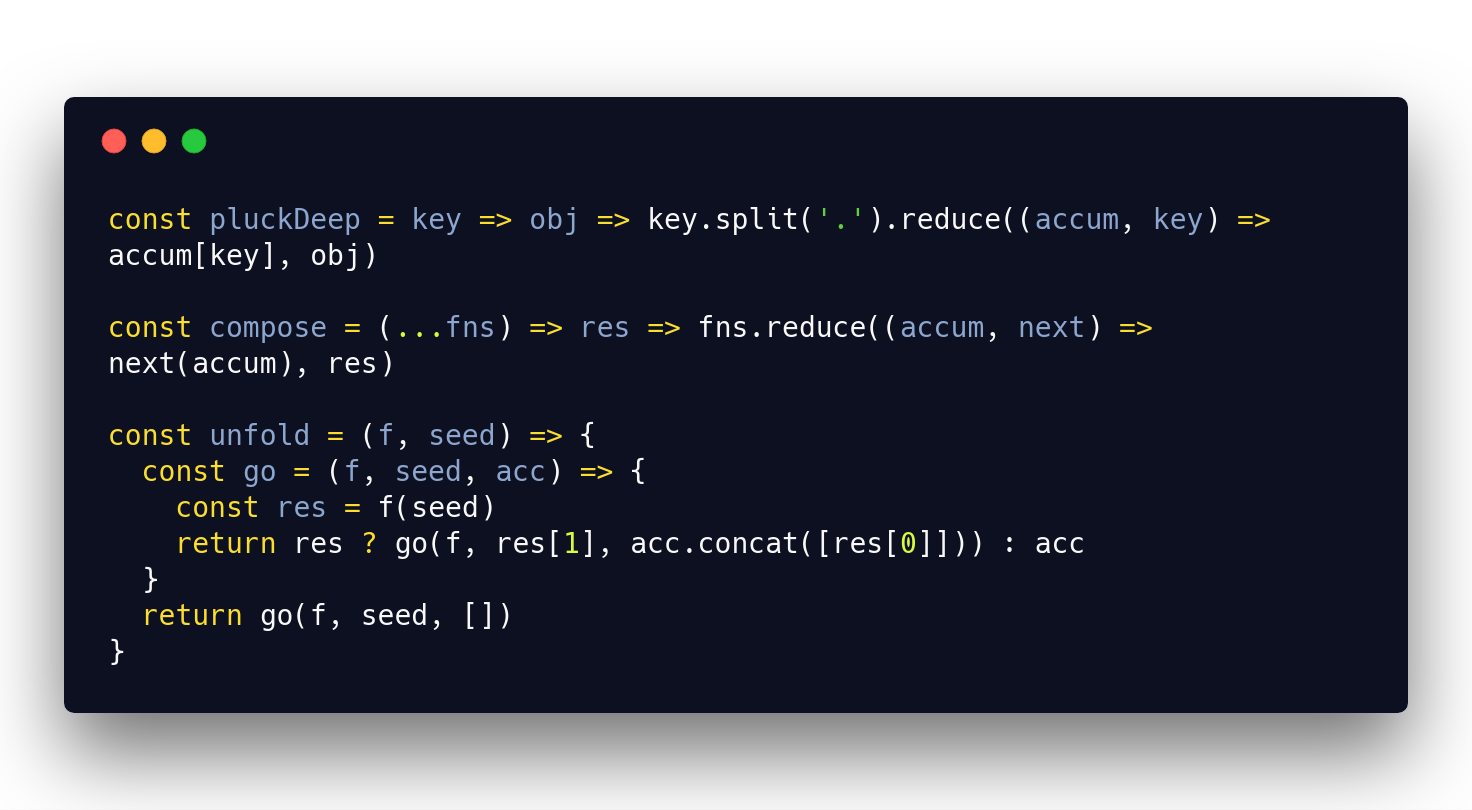 const pluckDeep = key => obj => key.split('.').reduce((accum, key) =>
accum[key], obj)

const compose = (...fns) => res => fns.reduce((accum, next) =>
next(accum), res)

const unfold = (f, seed) => {
  const go = (f, seed, acc) => {
    const res = f(seed)
    return res ? go(f, res[1], acc.concat([res[0]])) : acc
  }
  return go(f, seed, [])
}